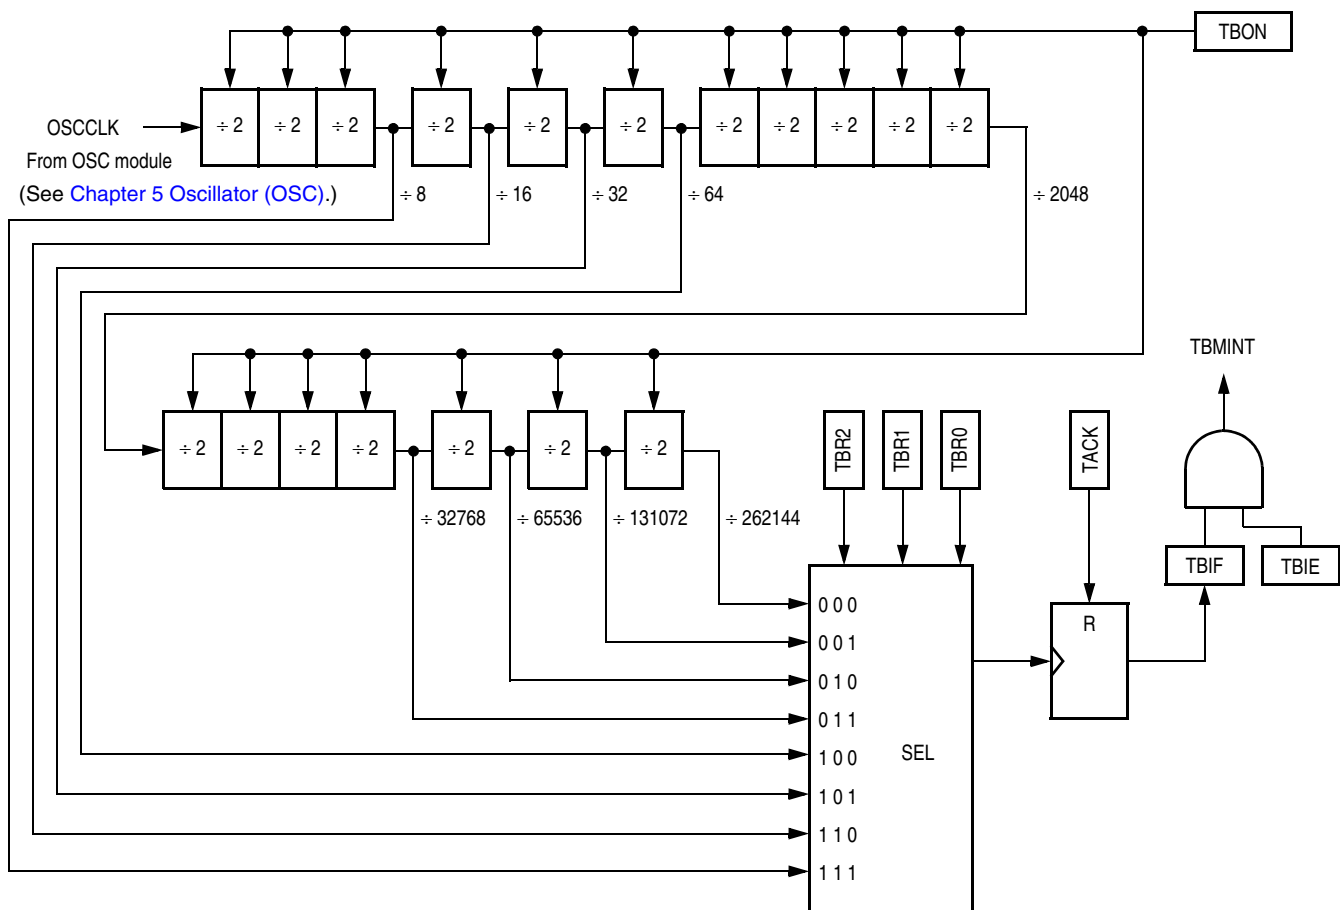 TBON
OSCCLK
÷ 2 ÷ 2 ÷ 2 ÷ 2 ÷ 2 ÷ 2 ÷ 2 ÷ 2 ÷ 2 ÷ 2 ÷ 2
From OSC module
(See Chapter 5 Oscillator (OSC).)
÷ 8 ÷ 16 ÷ 32 ÷ 64 ÷ 2048
TBMINT
÷ 2 ÷ 2 ÷ 2 ÷ 2 ÷ 2 ÷ 2 ÷ 2
TBR2 TBR1 TBR0 TACK
÷ 32768 ÷ 65536 ÷ 131072 ÷ 262144
TBIF TBIE
0 0 0
R
0 0 1
0 1 0
0 1 1
1 0 0
SEL
1 0 1
1 1 0
1 1 1